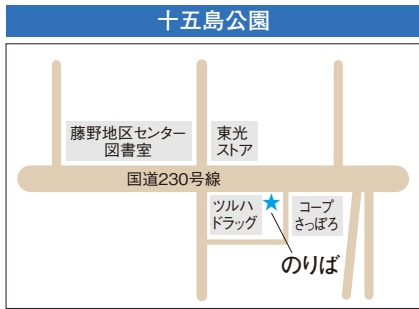 十五島公園
藤野地区センター
図書室
東光
ストア
国道230号線
ツルハ
ドラッグ
コープ
さっぽろ
のりば